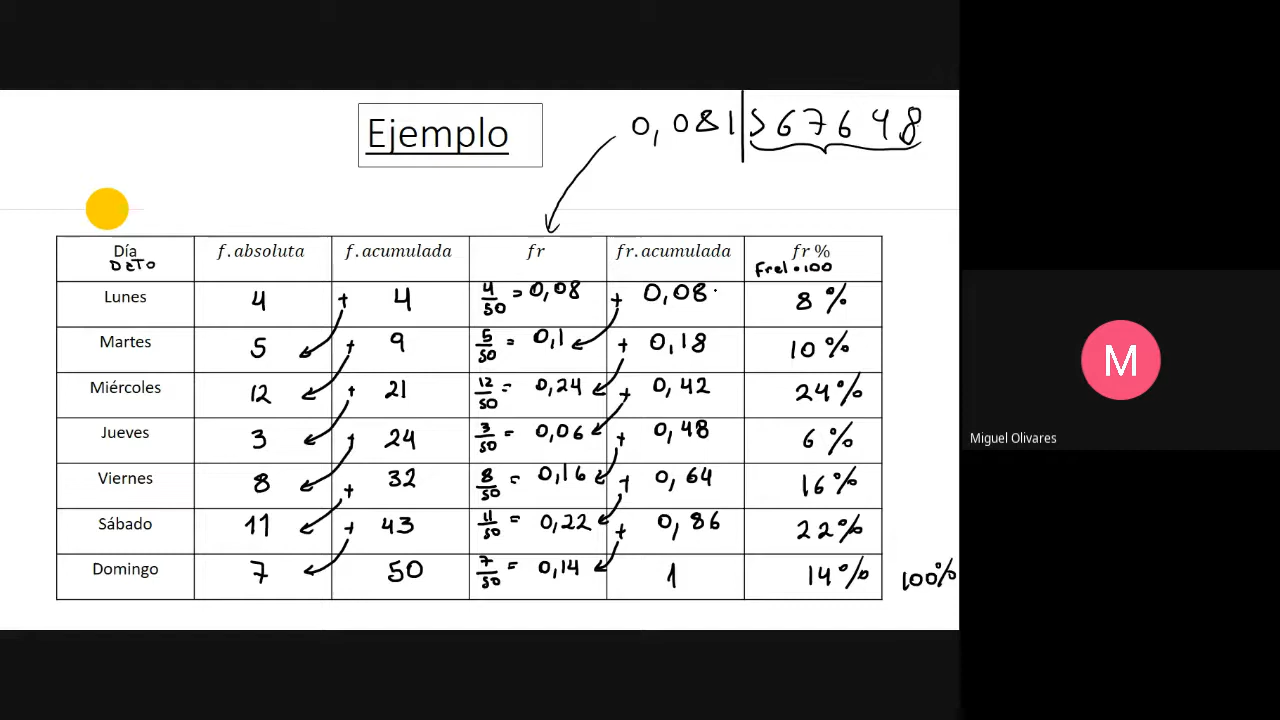 Ejemplo
0,081|567648
Día f.absoluta f.acumulada fr fr.acumulada fr %
DETO Frel•100
Lunes 4 + 4 4/50 = 0,08 + 0,08 8 %
Martes 5 + 9 5/50 = 0,1 + 0,18 10 %
Miércoles 12 + 21 12/50 = 0,24 + 0,42 24%
Jueves 3 + 24 3/50 = 0,06 + 0,48 6 %
Viernes 8 + 32 8/50 = 0,16 + 0,64 16%
Sábado 11 + 43 11/50 = 0,22 + 0,86 22%
Domingo 7 50 7/50 = 0,14 1 14% 100%
M
Miguel Olivares